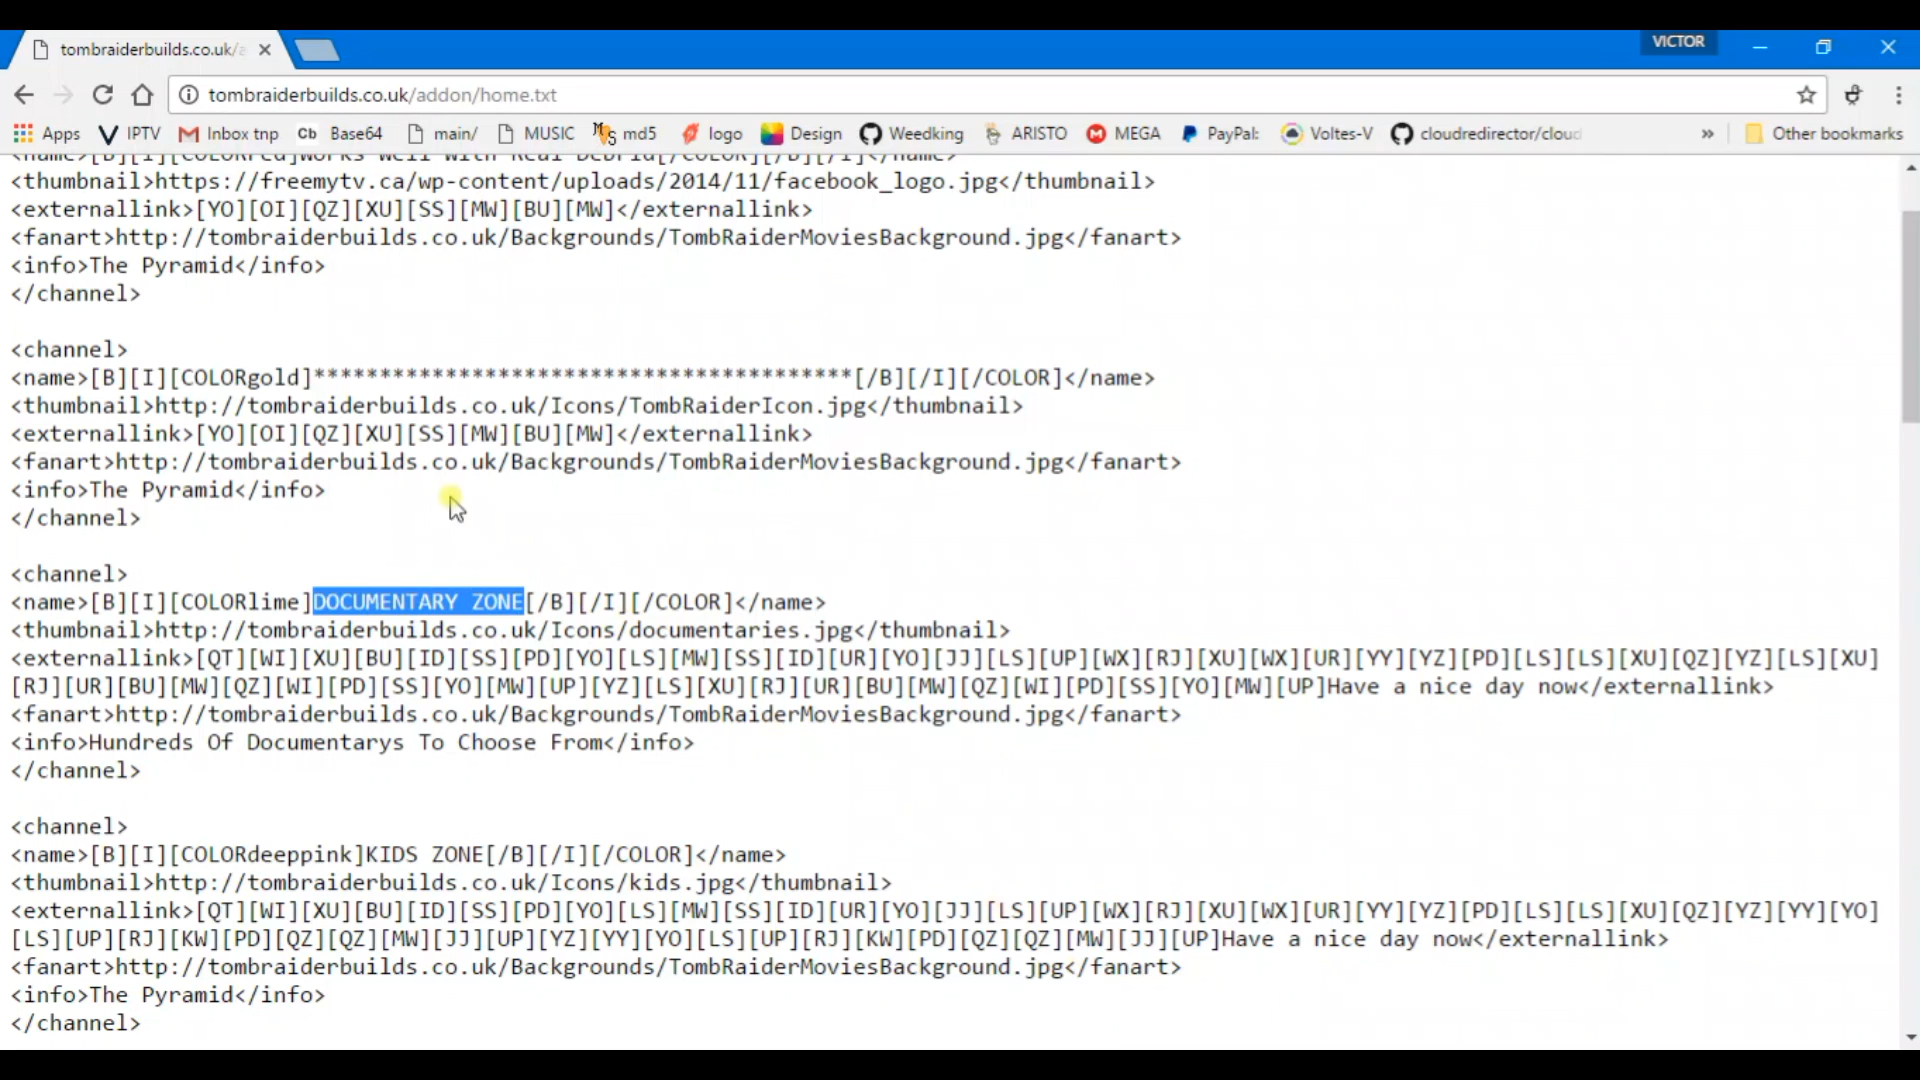 tombraiderbuilds.co.uk/a
VICTOR
tombraiderbuilds.co.uk/addon/home.txt
Apps IPTV Inbox tnp Cb Base64 main/ MUSIC md5 logo Design Weedking ARISTO MEGA PayPal: Voltes-V cloudredirector/cloud » Other bookmarks
<name>[B][I][COLORred]Works Well With Real Debrid[/COLOR][/B][/I]</name>
<thumbnail>https://freemytv.ca/wp-content/uploads/2014/11/facebook_logo.jpg</thumbnail>
<externallink>[YO][OI][QZ][XU][SS][MW][BU][MW]</externallink>
<fanart>http://tombraiderbuilds.co.uk/Backgrounds/TombRaiderMoviesBackground.jpg</fanart>
<info>The Pyramid</info>
</channel>
<channel>
<name>[B][I][COLORgold]*****************************************[/B][/I][/COLOR]</name>
<thumbnail>http://tombraiderbuilds.co.uk/Icons/TombRaiderIcon.jpg</thumbnail>
<externallink>[YO][OI][QZ][XU][SS][MW][BU][MW]</externallink>
<fanart>http://tombraiderbuilds.co.uk/Backgrounds/TombRaiderMoviesBackground.jpg</fanart>
<info>The Pyramid</info>
</channel>
<channel>
<name>[B][I][COLORlime]DOCUMENTARY ZONE[/B][/I][/COLOR]</name>
<thumbnail>http://tombraiderbuilds.co.uk/Icons/documentaries.jpg</thumbnail>
<externallink>[QT][WI][XU][BU][ID][SS][PD][YO][LS][MW][SS][ID][UR][YO][JJ][LS][UP][WX][RJ][XU][WX][UR][YY][YZ][PD][LS][LS][XU][QZ][YZ][LS][XU]
[RJ][UR][BU][MW][QZ][WI][PD][SS][YO][MW][UP][YZ][LS][XU][RJ][UR][BU][MW][QZ][WI][PD][SS][YO][MW][UP]Have a nice day now</externallink>
<fanart>http://tombraiderbuilds.co.uk/Backgrounds/TombRaiderMoviesBackground.jpg</fanart>
<info>Hundreds Of Documentarys To Choose From</info>
</channel>
<channel>
<name>[B][I][COLORdeeppink]KIDS ZONE[/B][/I][/COLOR]</name>
<thumbnail>http://tombraiderbuilds.co.uk/Icons/kids.jpg</thumbnail>
<externallink>[QT][WI][XU][BU][ID][SS][PD][YO][LS][MW][SS][ID][UR][YO][JJ][LS][UP][WX][RJ][XU][WX][UR][YY][YZ][PD][LS][LS][XU][QZ][YZ][YY][YO]
[LS][UP][RJ][KW][PD][QZ][QZ][MW][JJ][UP][YZ][YY][YO][LS][UP][RJ][KW][PD][QZ][QZ][MW][JJ][UP]Have a nice day now</externallink>
<fanart>http://tombraiderbuilds.co.uk/Backgrounds/TombRaiderMoviesBackground.jpg</fanart>
<info>The Pyramid</info>
</channel>